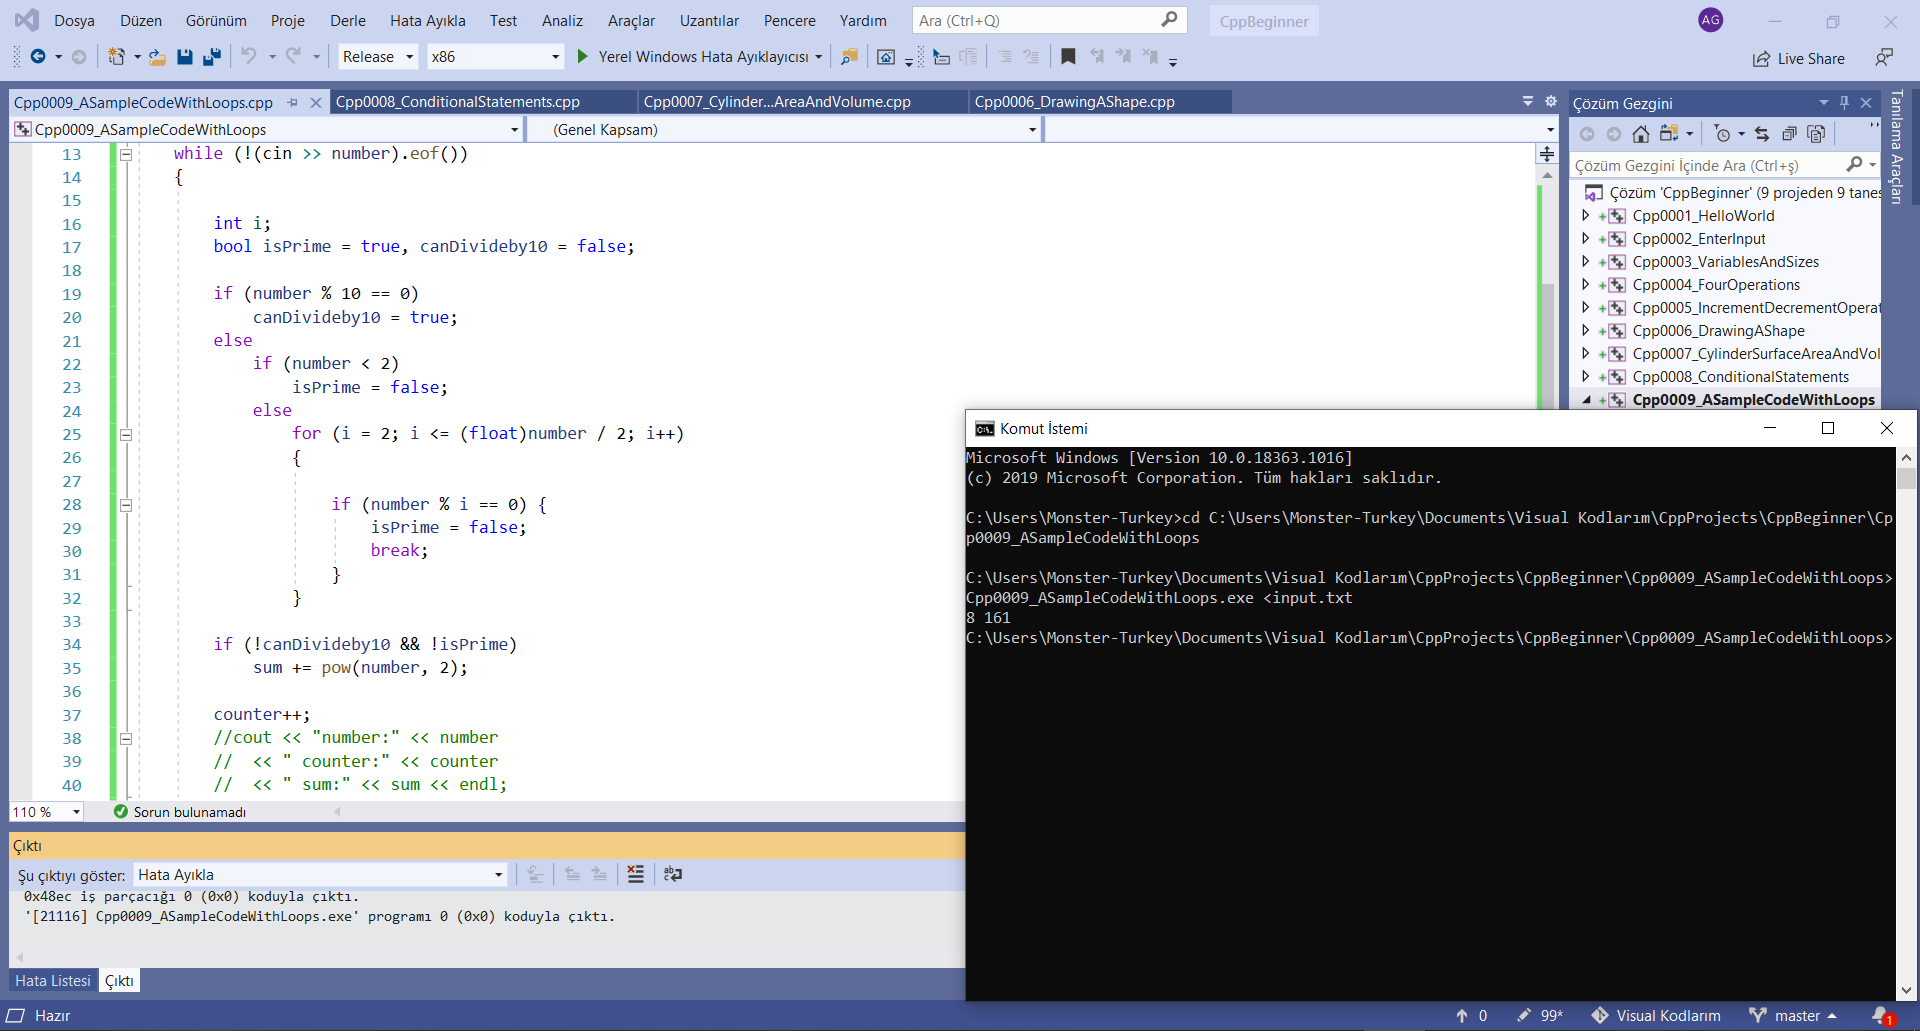 Dosya Düzen Görünüm Proje Derle Hata Ayıkla Test Analiz Araçlar Uzantılar Pencere Yardım Ara (Ctrl+Q) CppBeginner AG
Release x86 Yerel Windows Hata Ayıklayıcısı Live Share
Cpp0009_ASampleCodeWithLoops.cpp Cpp0008_ConditionalStatements.cpp Cpp0007_Cylinder...AreaAndVolume.cpp Cpp0006_DrawingAShape.cpp
Cpp0009_ASampleCodeWithLoops (Genel Kapsam)
13 while (!(cin >> number).eof())
14 {
15
16 int i;
17 bool isPrime = true, canDivideby10 = false;
18
19 if (number % 10 == 0)
20 canDivideby10 = true;
21 else
22 if (number < 2)
23 isPrime = false;
24 else
25 for (i = 2; i <= (float)number / 2; i++)
26 {
27
28 if (number % i == 0) {
29 isPrime = false;
30 break;
31 }
32 }
33
34 if (!canDivideby10 && !isPrime)
35 sum += pow(number, 2);
36
37 counter++;
38 //cout << "number:" << number
39 // << " counter:" << counter
40 // << " sum:" << sum << endl;
110 % Sorun bulunamadı
Çıktı
Şu çıktıyı göster: Hata Ayıkla
0x48ec iş parçacığı 0 (0x0) koduyla çıktı.
'[21116] Cpp0009_ASampleCodeWithLoops.exe' programı 0 (0x0) koduyla çıktı.
Hata Listesi Çıktı
Çözüm Gezgini
Çözüm Gezgini İçinde Ara (Ctrl+ş)
Çözüm 'CppBeginner' (9 projeden 9 tanes
Cpp0001_HelloWorld
Cpp0002_EnterInput
Cpp0003_VariablesAndSizes
Cpp0004_FourOperations
Cpp0005_IncrementDecrementOperat
Cpp0006_DrawingAShape
Cpp0007_CylinderSurfaceAreaAndVol
Cpp0008_ConditionalStatements
Cpp0009_ASampleCodeWithLoops
Tanılama Araçları
C:\. Komut İstemi
Microsoft Windows [Version 10.0.18363.1016]
(c) 2019 Microsoft Corporation. Tüm hakları saklıdır.
C:\Users\Monster-Turkey>cd C:\Users\Monster-Turkey\Documents\Visual Kodlarım\CppProjects\CppBeginner\Cp
p0009_ASampleCodeWithLoops
C:\Users\Monster-Turkey\Documents\Visual Kodlarım\CppProjects\CppBeginner\Cpp0009_ASampleCodeWithLoops>
Cpp0009_ASampleCodeWithLoops.exe <input.txt
8 161
C:\Users\Monster-Turkey\Documents\Visual Kodlarım\CppProjects\CppBeginner\Cpp0009_ASampleCodeWithLoops>
Hazır 0 99* Visual Kodlarım master 1